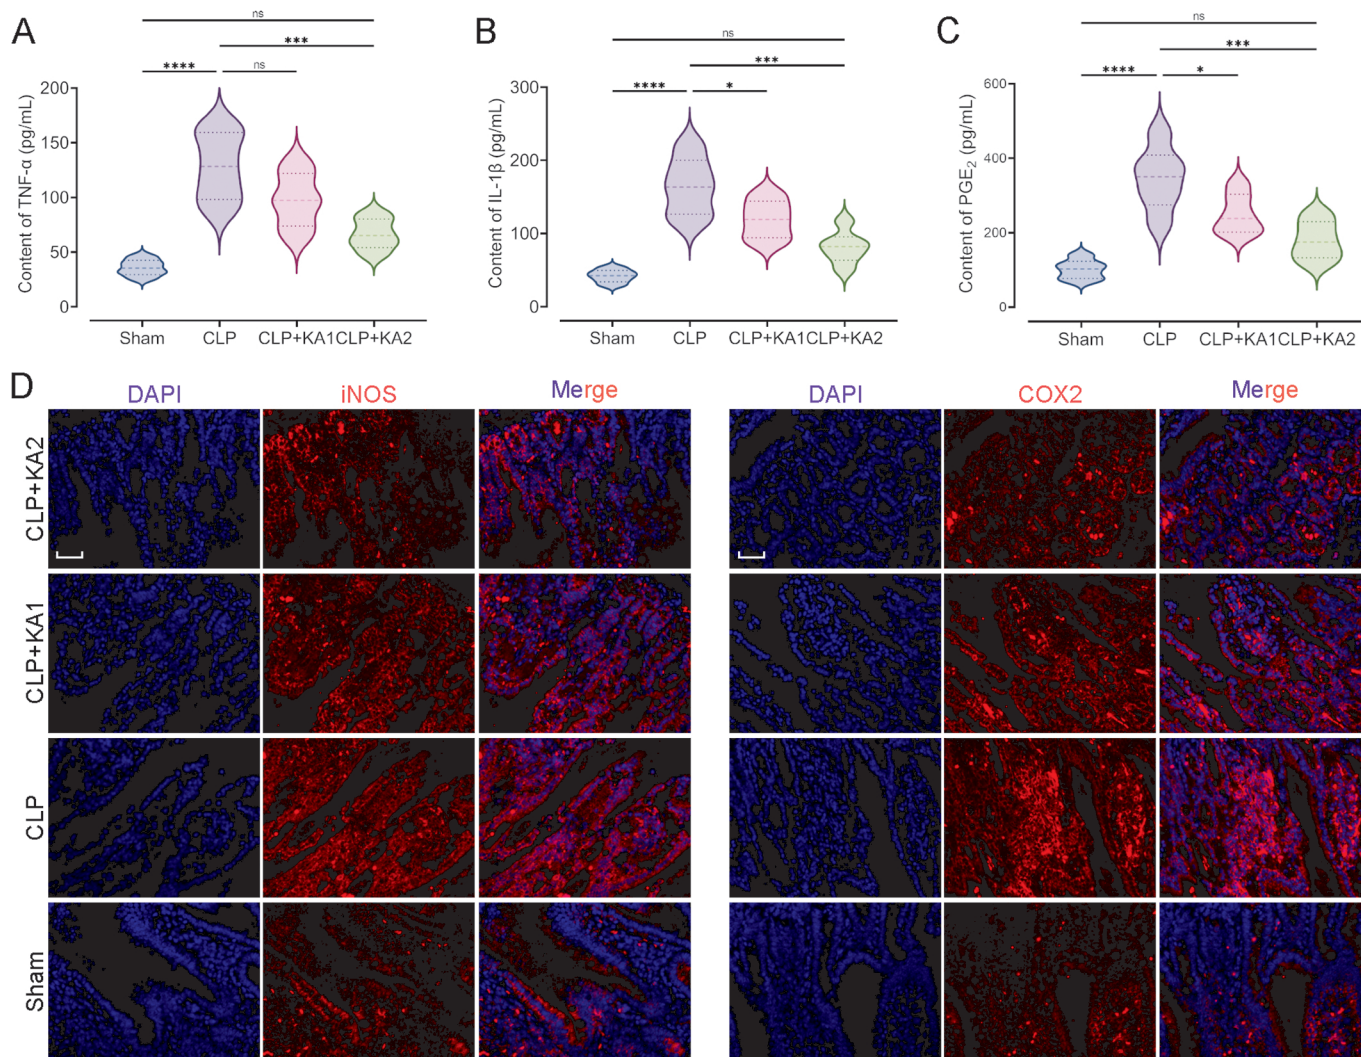 A
ns
***
**** ns
Content of TNF-α (pg/mL)
200
150
100
50
0
Sham CLP CLP+KA1 CLP+KA2
B
ns
***
**** *
Content of IL-1β (pg/mL)
300
200
100
0
Sham CLP CLP+KA1 CLP+KA2
C
ns
***
**** *
Content of PGE₂ (pg/mL)
600
400
200
0
Sham CLP CLP+KA1 CLP+KA2
D
DAPI iNOS Merge DAPI COX2 Merge
CLP+KA2
CLP+KA1
CLP
Sham